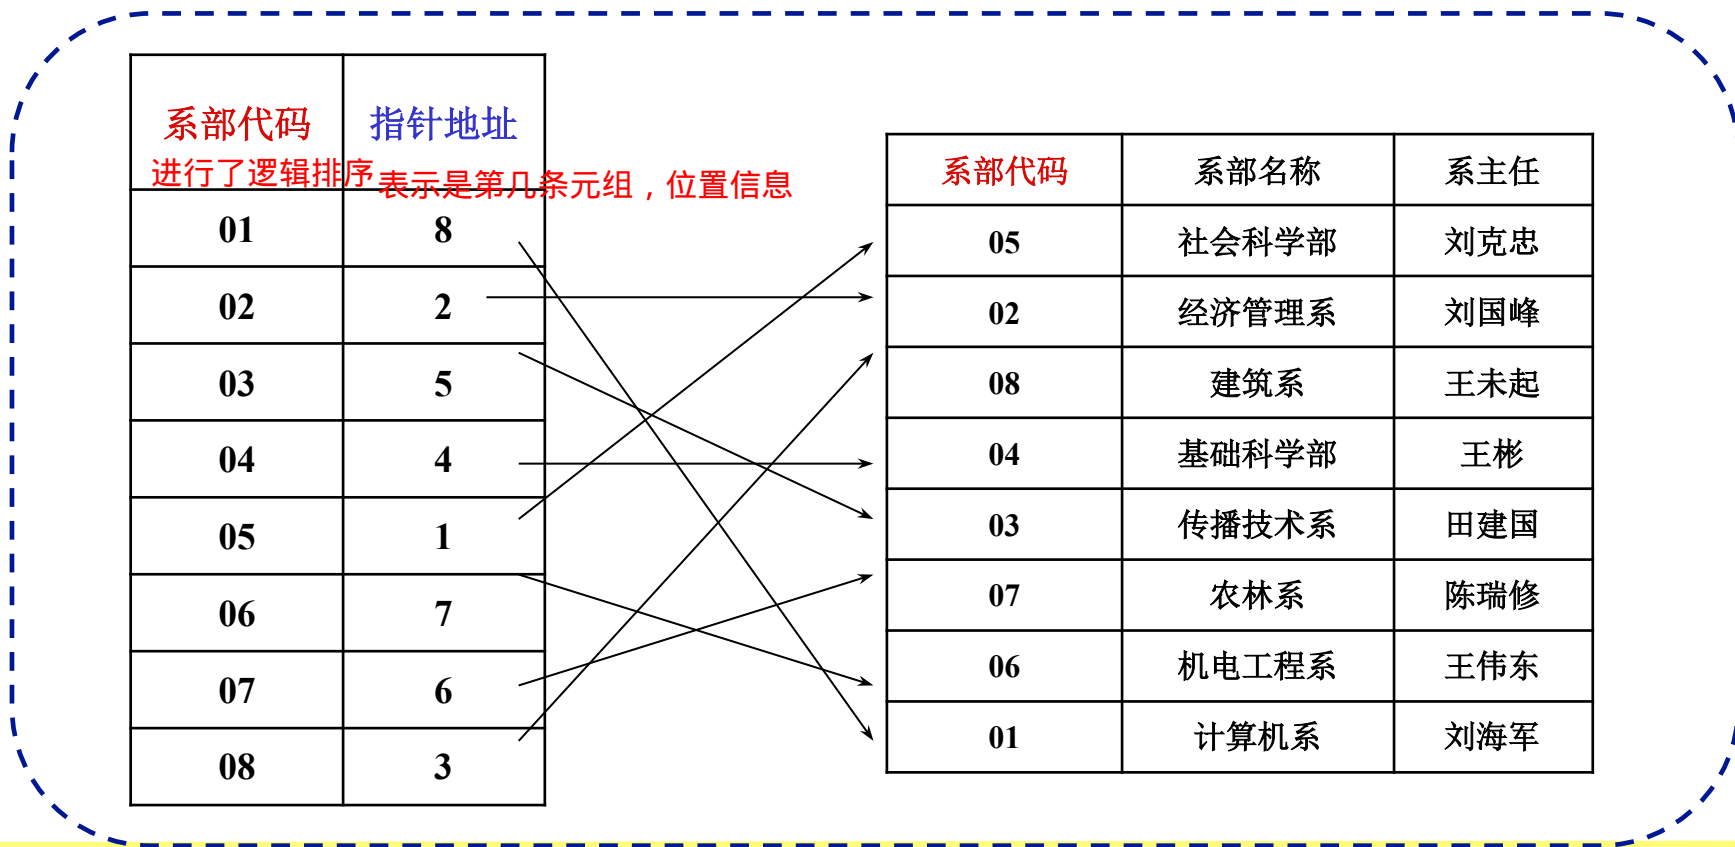 系部代码 指针地址
进行了逻辑排序 表示是第几条元组，位置信息
01 8
02 2
03 5
04 4
05 1
06 7
07 6
08 3
系部代码 系部名称 系主任
05 社会科学部 刘克忠
02 经济管理系 刘国峰
08 建筑系 王未起
04 基础科学部 王彬
03 传播技术系 田建国
07 农林系 陈瑞修
06 机电工程系 王伟东
01 计算机系 刘海军